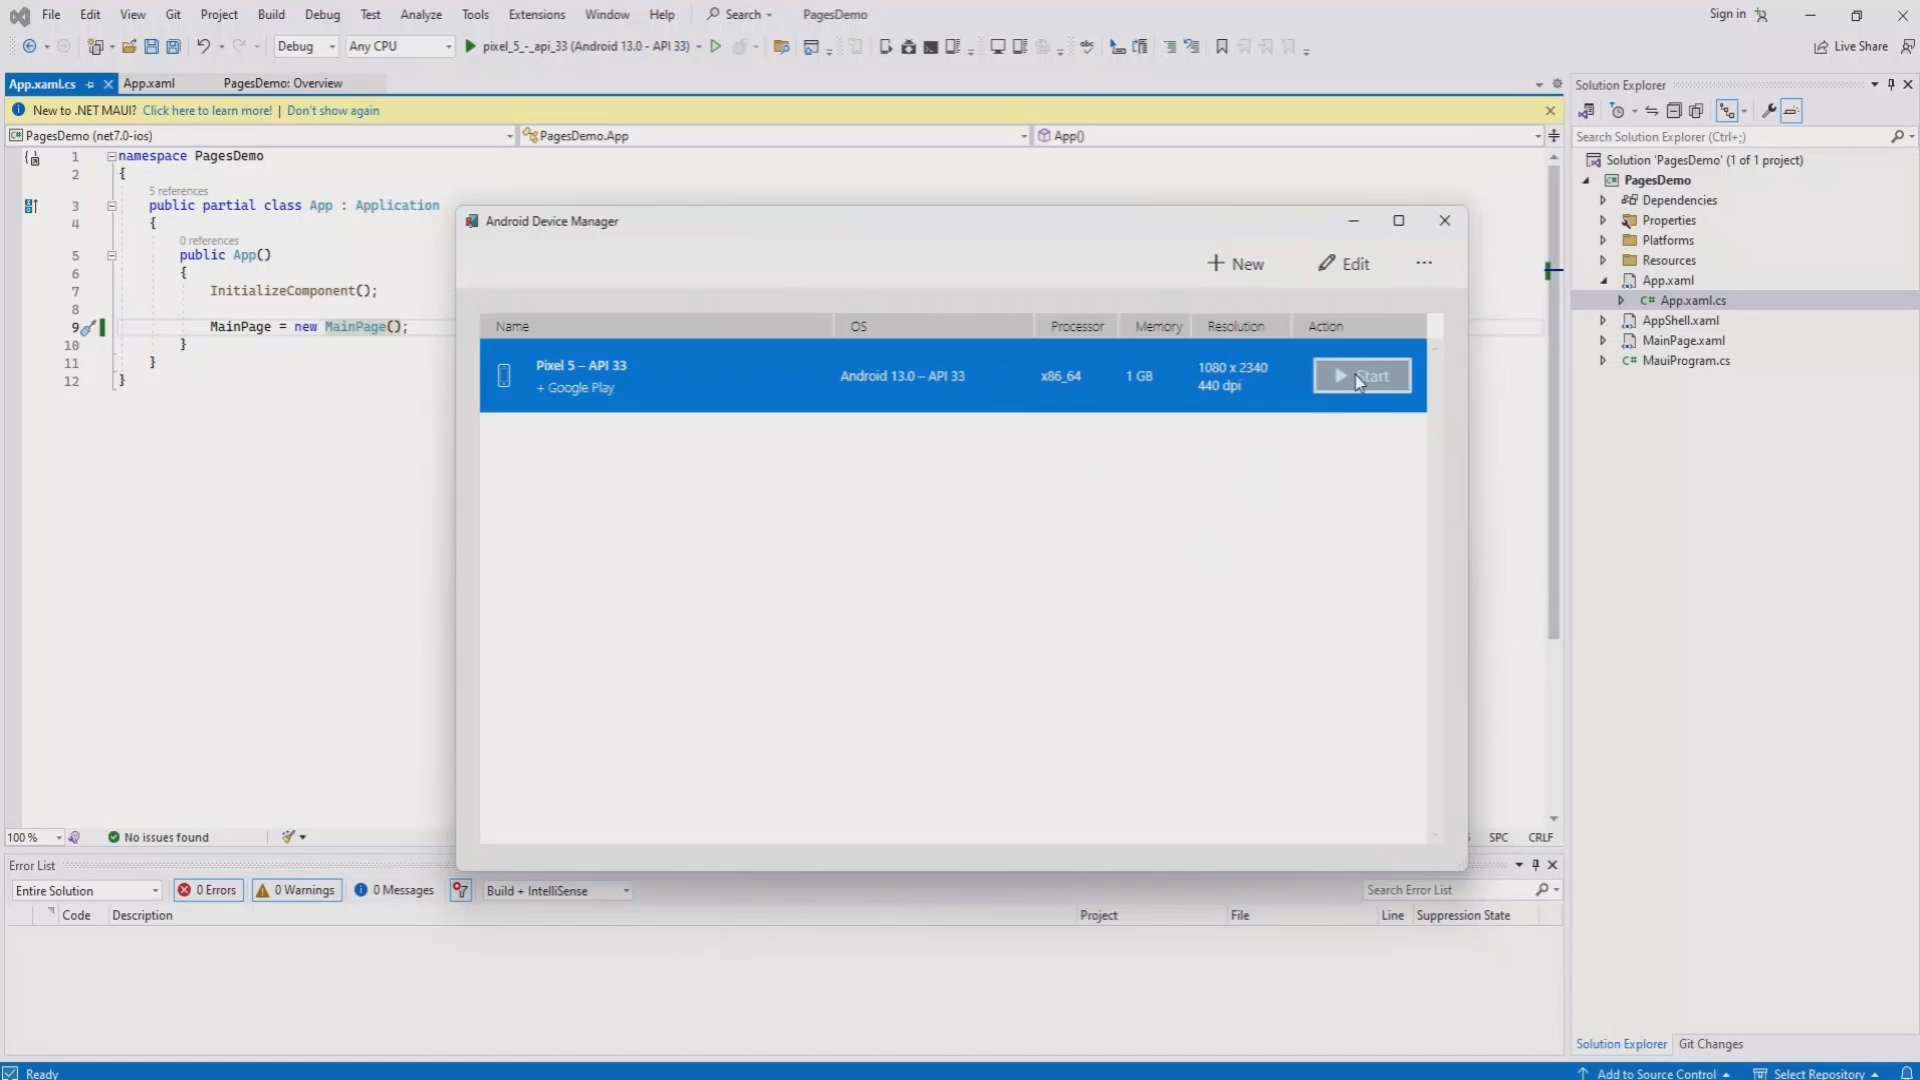 File Edit View Git Project Build Debug Test Analyze Tools Extensions Window Help Search PagesDemo Sign in
Debug Any CPU pixel_5_-_api_33 (Android 13.0 - API 33) Live Share
App.xaml.cs App.xaml PagesDemo: Overview
New to .NET MAUI? Click here to learn more! | Don't show again
PagesDemo (net7.0-ios) PagesDemo.App App()
1 namespace PagesDemo
2 {
5 references
3 public partial class App : Application
4 {
0 references
5 public App()
6 {
7 InitializeComponent();
8
9 MainPage = new MainPage();
10 }
11 }
12 }
Android Device Manager
New Edit
Name OS Processor Memory Resolution Action
Pixel 5 – API 33
+ Google Play
Android 13.0 – API 33
x86_64
1 GB
1080 x 2340
440 dpi
Start
100 % No issues found SPC CRLF
Error List
Entire Solution 0 Errors 0 Warnings 0 Messages Build + IntelliSense Search Error List
Code Description Project File Line Suppression State
Solution Explorer
Search Solution Explorer (Ctrl+;)
Solution 'PagesDemo' (1 of 1 project)
PagesDemo
Dependencies
Properties
Platforms
Resources
App.xaml
C# App.xaml.cs
AppShell.xaml
MainPage.xaml
C# MauiProgram.cs
Solution Explorer Git Changes
Ready Add to Source Control Select Repository